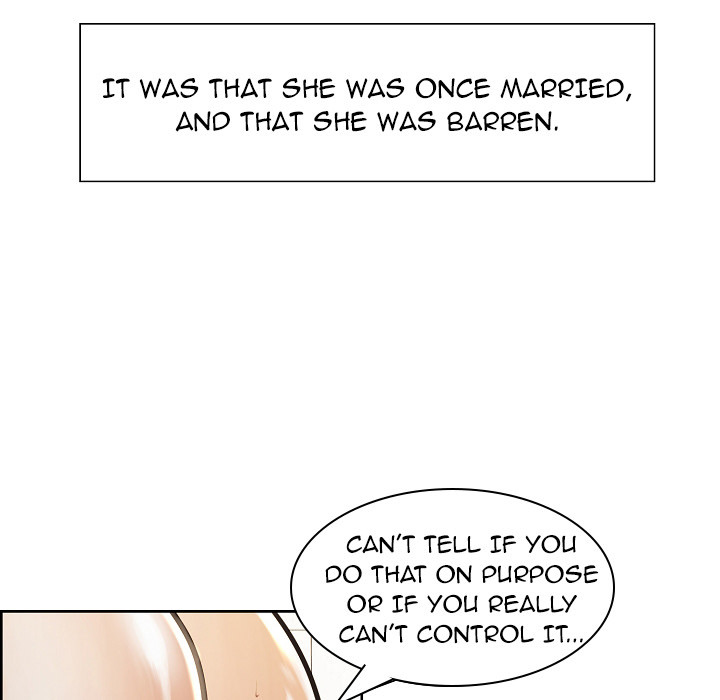 IT WAS THAT SHE WAS ONCE MARRIED,
AND THAT SHE WAS BARREN.
CAN'T TELL IF YOU
DO THAT ON PURPOSE
OR IF YOU REALLY
CAN'T CONTROL IT...